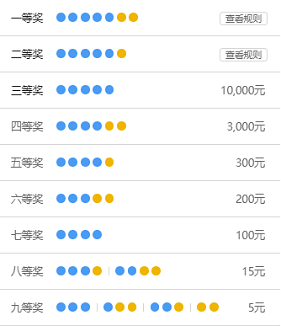 一等奖 查看规则
二等奖 查看规则
三等奖 10,000元
四等奖 3,000元
五等奖 300元
六等奖 200元
七等奖 100元
八等奖 15元
九等奖 5元